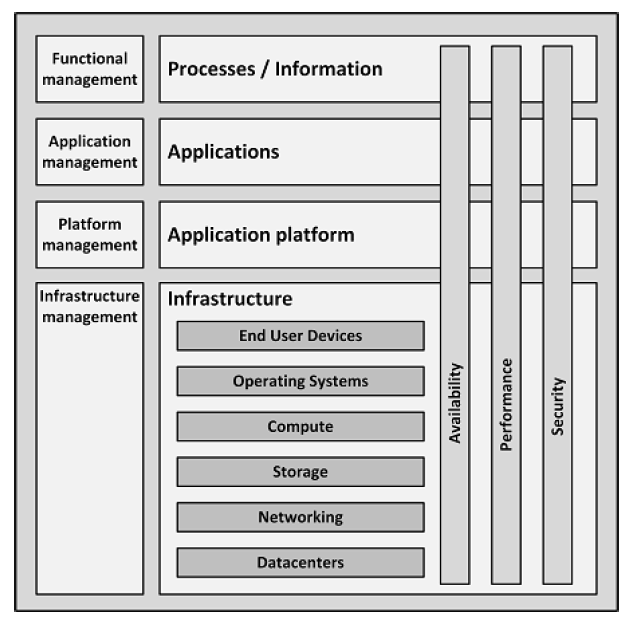 Functional
management
Processes / Information
Application
management
Applications
Platform
management
Application platform
Infrastructure
management
Infrastructure
End User Devices
Operating Systems
Compute
Storage
Networking
Datacenters
Availability
Performance
Security